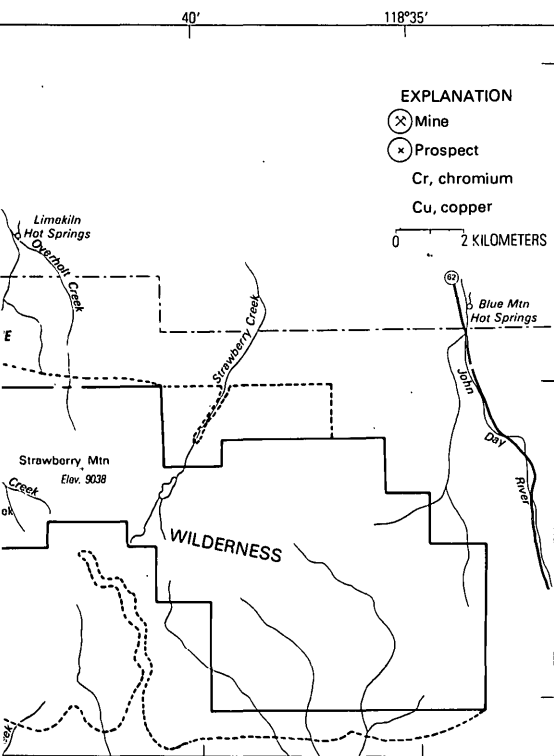 40'
118°35'
EXPLANATION
Mine
Prospect
Cr, chromium
Cu, copper
0 2 KILOMETERS
Limekiln
Hot Springs
Overholt Creek
62
Blue Mtn
Hot Springs
'E
Strawberry Creek
John Day River
Strawberry Mtn
Elev. 9038
Creek
WILDERNESS